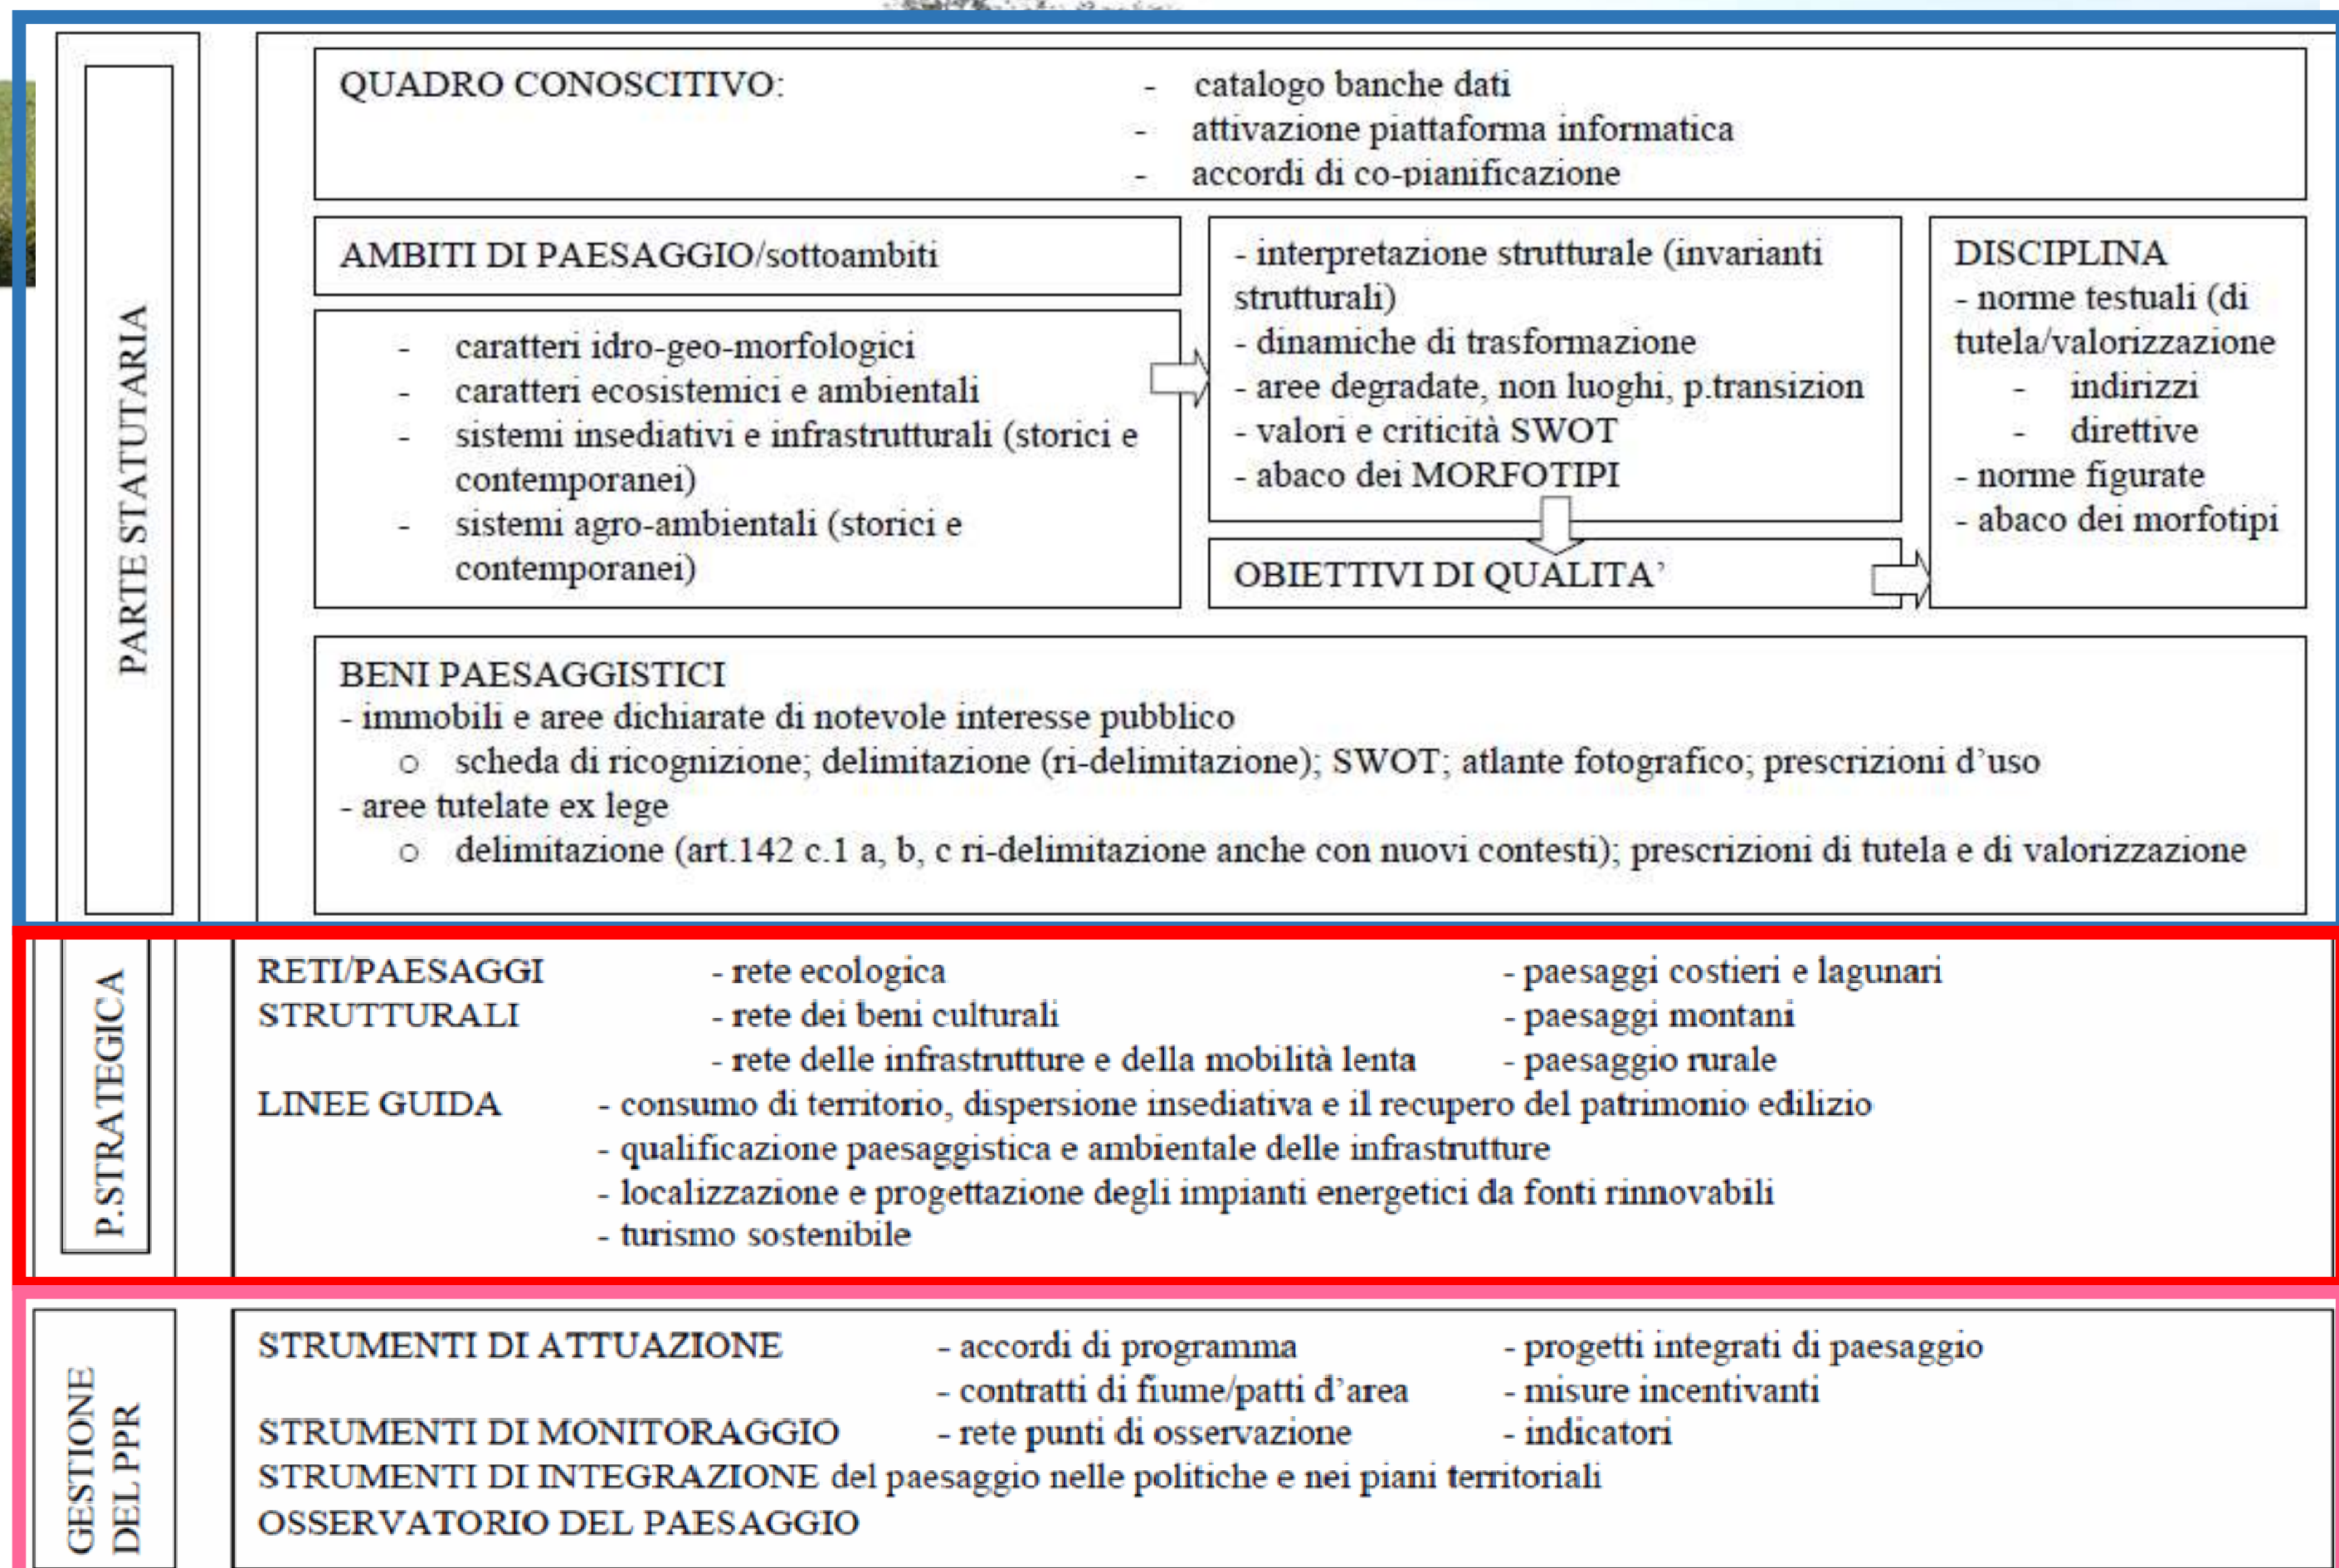 PARTE STATUTARIA
QUADRO CONOSCITIVO:
- catalogo banche dati
- attivazione piattaforma informatica
- accordi di co-pianificazione
AMBITI DI PAESAGGIO/sottoambiti
- caratteri idro-geo-morfologici
- caratteri ecosistemici e ambientali
- sistemi insediativi e infrastrutturali (storici e
contemporanei)
- sistemi agro-ambientali (storici e
contemporanei)
- interpretazione strutturale (invarianti
strutturali)
- dinamiche di trasformazione
- aree degradate, non luoghi, p.transizion
- valori e criticità SWOT
- abaco dei MORFOTIPI
OBIETTIVI DI QUALITA’
DISCIPLINA
- norme testuali (di
tutela/valorizzazione
- indirizzi
- direttive
- norme figurate
- abaco dei morfotipi
BENI PAESAGGISTICI
- immobili e aree dichiarate di notevole interesse pubblico
o scheda di ricognizione; delimitazione (ri-delimitazione); SWOT; atlante fotografico; prescrizioni d’uso
- aree tutelate ex lege
o delimitazione (art.142 c.1 a, b, c ri-delimitazione anche con nuovi contesti); prescrizioni di tutela e di valorizzazione
P.STRATEGICA
RETI/PAESAGGI - rete ecologica - paesaggi costieri e lagunari
STRUTTURALI - rete dei beni culturali - paesaggi montani
- rete delle infrastrutture e della mobilità lenta - paesaggio rurale
LINEE GUIDA - consumo di territorio, dispersione insediativa e il recupero del patrimonio edilizio
- qualificazione paesaggistica e ambientale delle infrastrutture
- localizzazione e progettazione degli impianti energetici da fonti rinnovabili
- turismo sostenibile
GESTIONE
DEL PPR
STRUMENTI DI ATTUAZIONE - accordi di programma - progetti integrati di paesaggio
- contratti di fiume/patti d’area - misure incentivanti
STRUMENTI DI MONITORAGGIO - rete punti di osservazione - indicatori
STRUMENTI DI INTEGRAZIONE del paesaggio nelle politiche e nei piani territoriali
OSSERVATORIO DEL PAESAGGIO